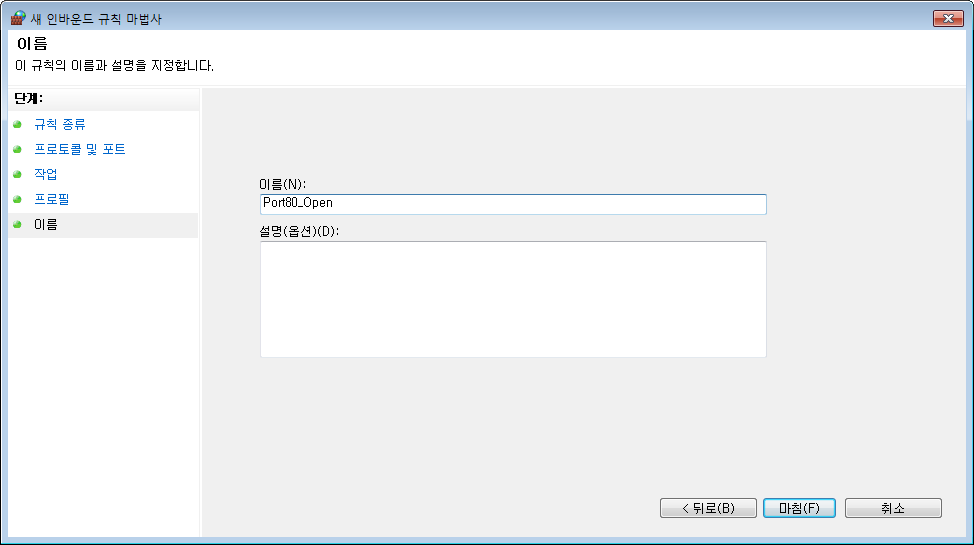 새 인바운드 규칙 마법사
이름
이 규칙의 이름과 설명을 지정합니다.
단계:
규칙 종류
프로토콜 및 포트
작업
프로필
이름
이름(N):
Port80_Open
설명(옵션)(D):
< 뒤로(B)
마침(F)
취소